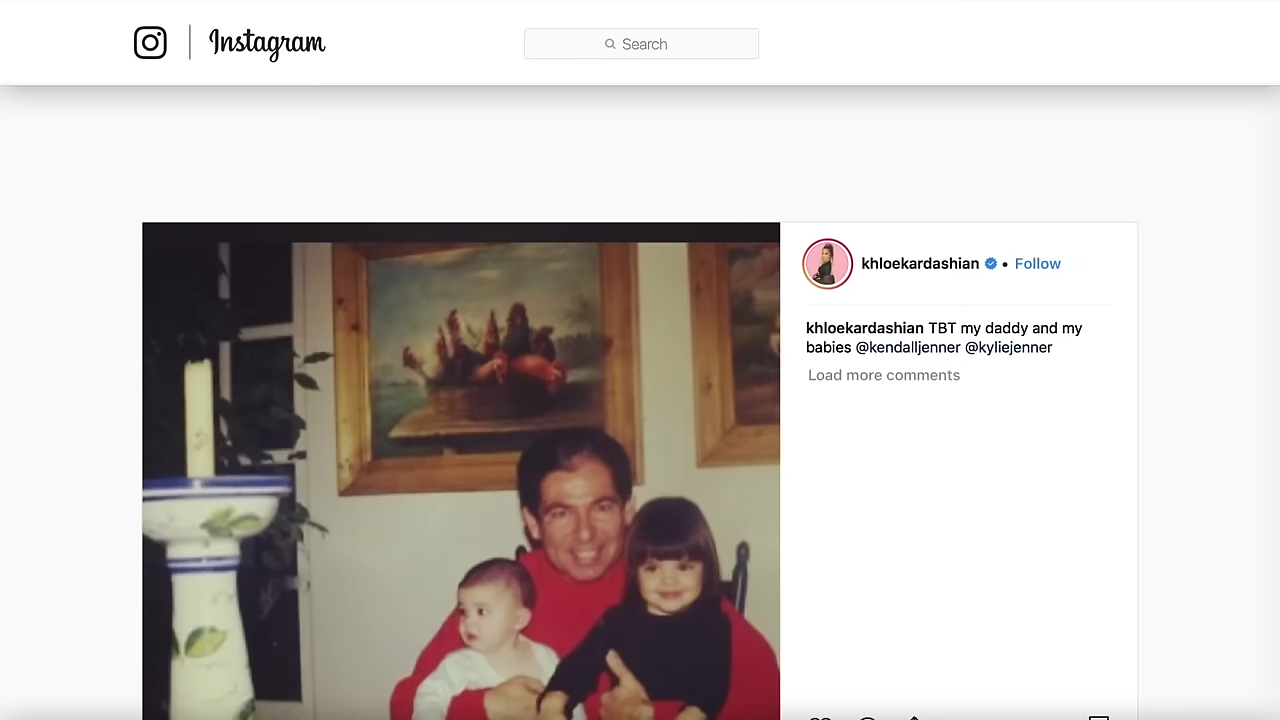 Instagram
Search
khloekardashian • Follow
khloekardashian TBT my daddy and my
babies @kendalljenner @kyliejenner
Load more comments